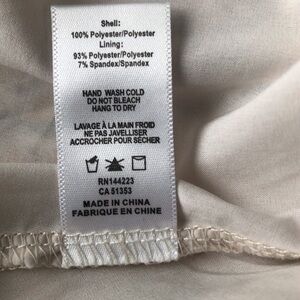 Shell:
100% Polyester/Polyester
Lining:
93% Polyester/Polyester
7% Spandex/Spandex
HAND WASH COLD
DO NOT BLEACH
HANG TO DRY
LAVAGE À LA MAIN FROID
NE PAS JAVELLISER
ACCROCHER POUR SÉCHER
RN144223
CA 51353
MADE IN CHINA
FABRIQUE EN CHINE